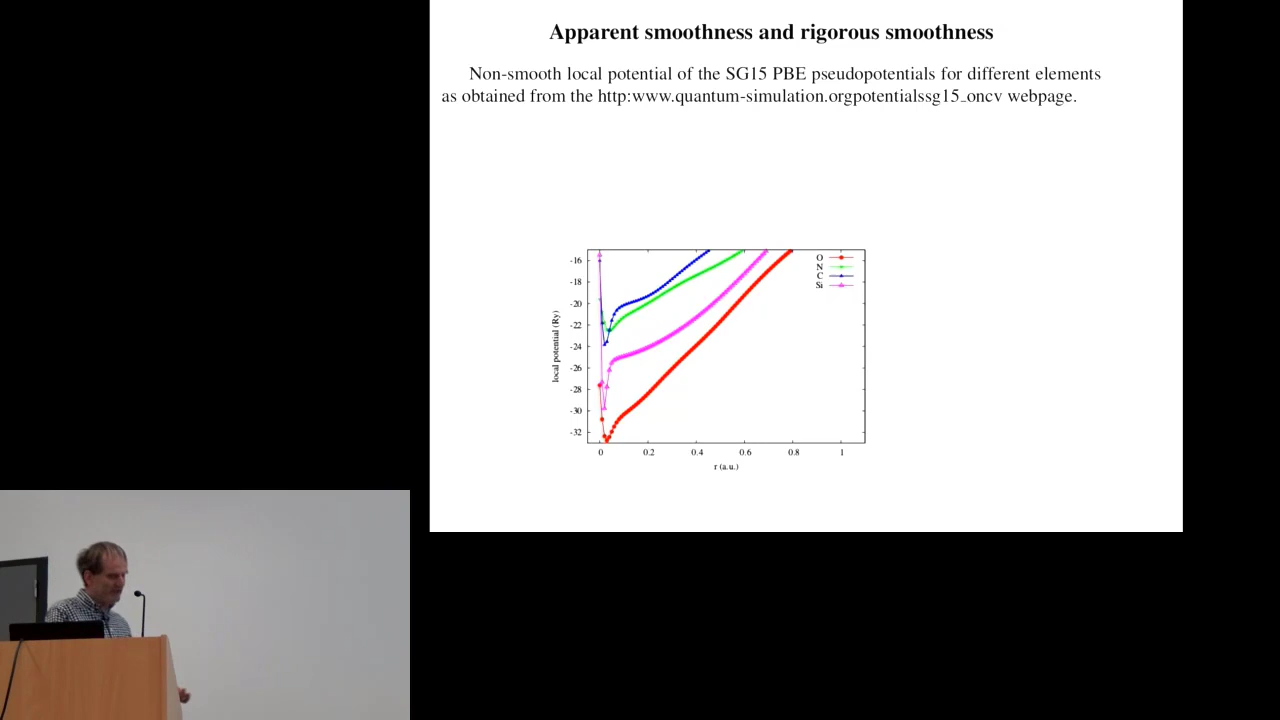 Apparent smoothness and rigorous smoothness
Non-smooth local potential of the SG15 PBE pseudopotentials for different elements
as obtained from the http:www.quantum-simulation.orgpotentialssg15_oncv webpage.
-16
-18
-20
-22
-24
-26
-28
-30
-32
local potential (Ry)
0 0.2 0.4 0.6 0.8 1
r (a.u.)
O
N
C
Si